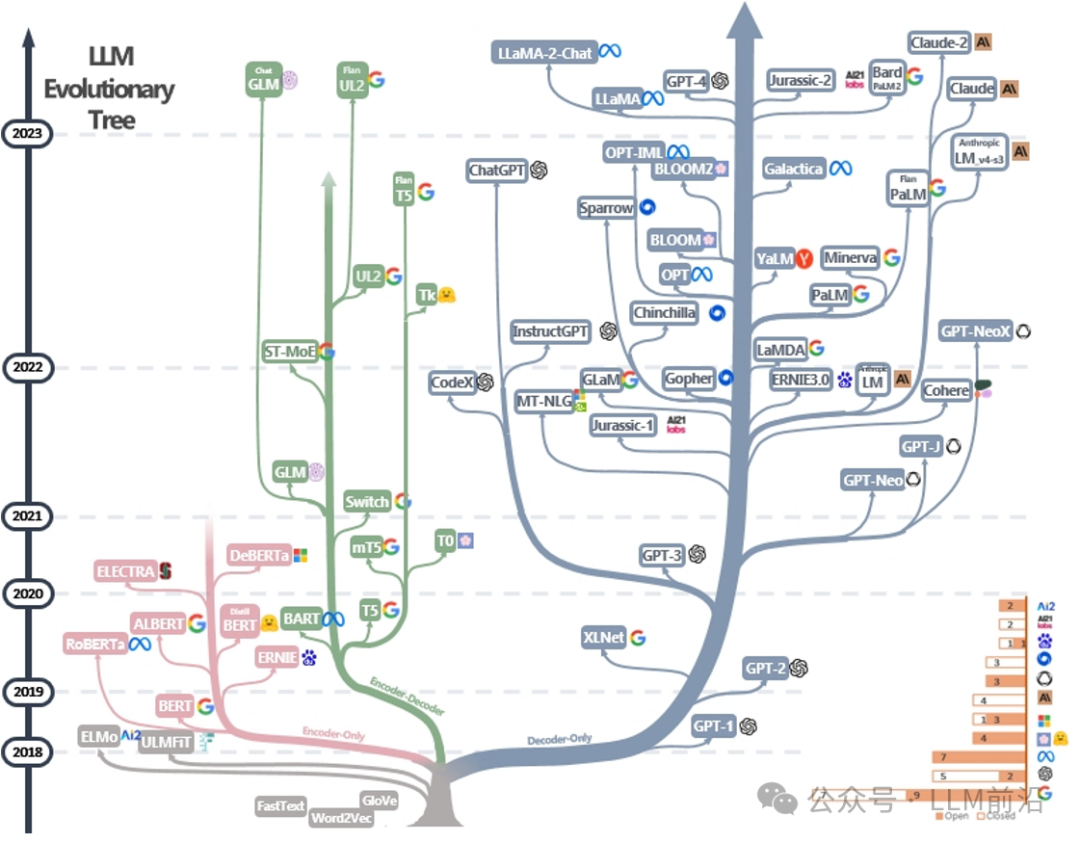 LLM
Evolutionary
Tree
2023
2022
2021
2020
2019
2018
Chat
GLM
Flan
UL2
Flan
T5
UL2
Tk
ST-MoE
GLM
Switch
mT5
T0
BART
T5
Encoder-Decoder
DeBERTa
ELECTRA
ALBERT
Distill
BERT
RoBERTa
ERNIE
BERT
Encoder-Only
ELMo
Ai2
ULMFiT
FastText
Word2Vec
GloVe
LLaMA-2-Chat
LLaMA
GPT-4
Jurassic-2
AI21
labs
Bard
PaLM2
Claude-2
A\
Claude
A\
Anthropic
LM_v4-s3
A\
OPT-IML
BLOOMZ
ChatGPT
Galactica
Flan
PaLM
Sparrow
BLOOM
YaLM
Y
Minerva
OPT
PaLM
Chinchilla
InstructGPT
GPT-NeoX
LaMDA
CodeX
GLaM
Gopher
ERNIE3.0
Anthropic
LM
A\
Cohere
MT-NLG
Jurassic-1
AI21
labs
GPT-J
GPT-Neo
GPT-3
XLNet
GPT-2
GPT-1
Decoder-Only
2
Ai2
2
AI21
labs
1 1
3
3
4
A\
1 3
4
7
5 2
7 9
Open Closed
公众号 · LLM前沿